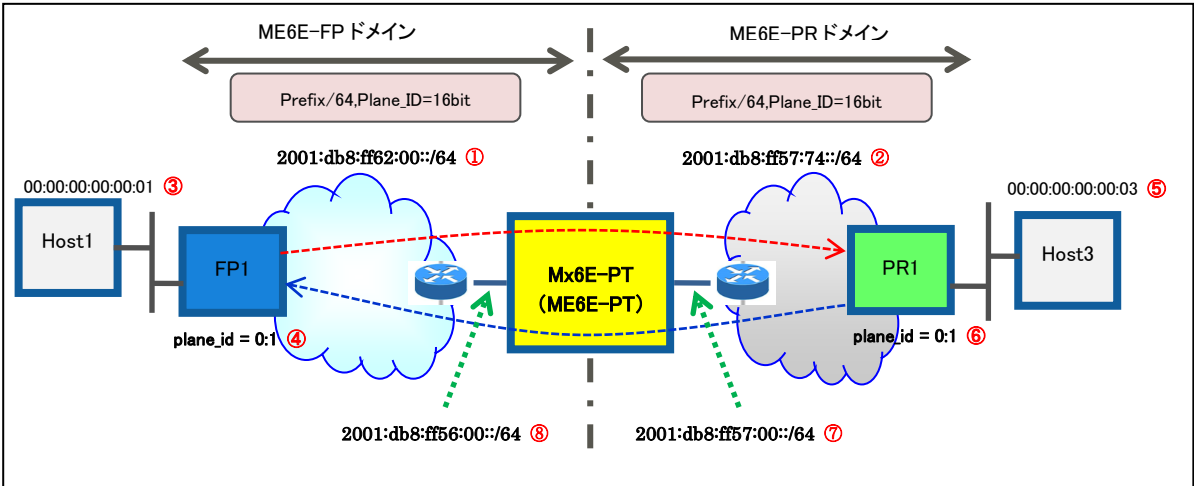 ME6E-FPドメイン
ME6E-PRドメイン
Prefix/64,Plane_ID=16bit
Prefix/64,Plane_ID=16bit
2001:db8:ff62:00::/64 ①
2001:db8:ff57:74::/64 ②
00:00:00:00:00:01 ③
00:00:00:00:00:03 ⑤
Host1
FP1
Mx6E-PT
(ME6E-PT)
PR1
Host3
plane_id = 0:1 ④
plane_id = 0:1 ⑥
2001:db8:ff56:00::/64 ⑧
2001:db8:ff57:00::/64 ⑦